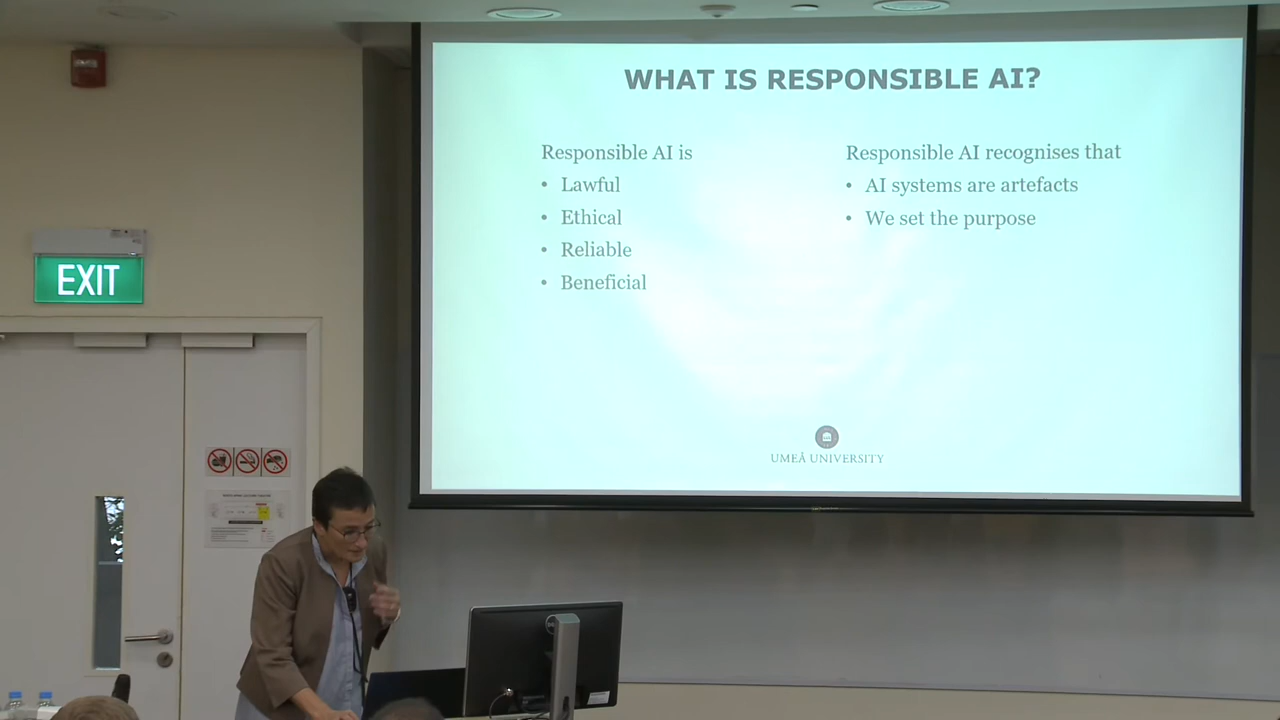 WHAT IS RESPONSIBLE AI?
Responsible AI is
• Lawful
• Ethical
• Reliable
• Beneficial
Responsible AI recognises that
• AI systems are artefacts
• We set the purpose
UMEÅ UNIVERSITY
EXIT